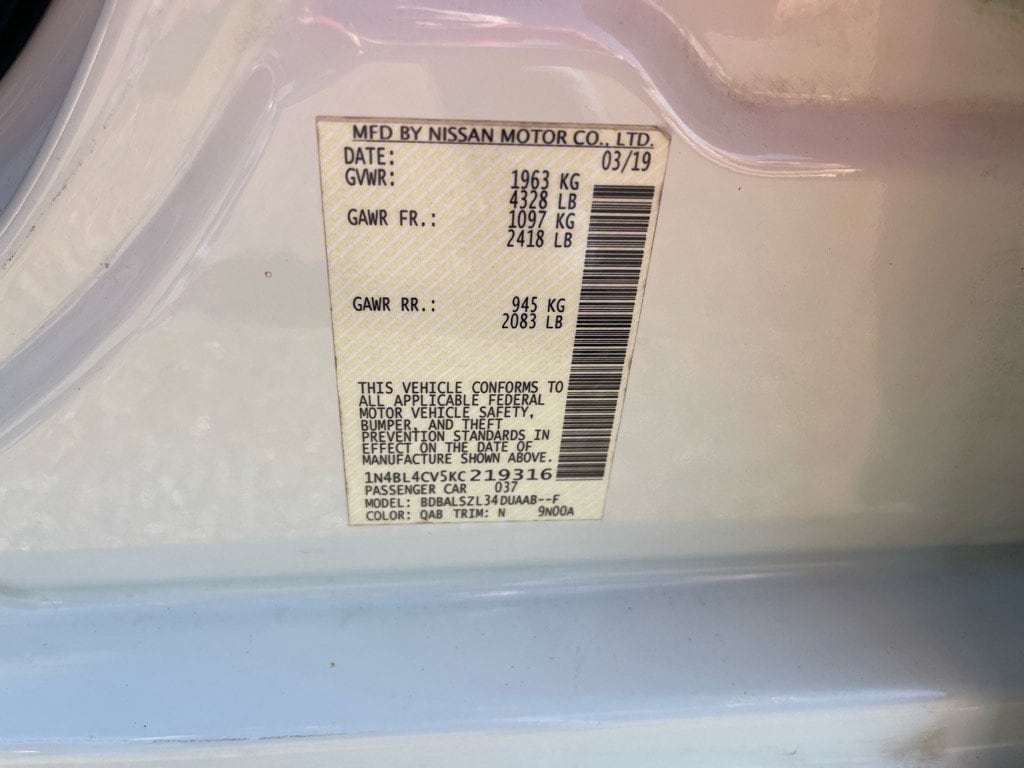 MFD BY NISSAN MOTOR CO., LTD.
DATE: 03/19
GVWR: 1963 KG
4328 LB
GAWR FR.: 1097 KG
2418 LB
GAWR RR.: 945 KG
2083 LB
THIS VEHICLE CONFORMS TO
ALL APPLICABLE FEDERAL
MOTOR VEHICLE SAFETY,
BUMPER, AND THEFT
PREVENTION STANDARDS IN
EFFECT ON THE DATE OF
MANUFACTURE SHOWN ABOVE.
1N4BL4CV5KC219316
PASSENGER CAR 037
MODEL: BDBALSZL34DUAAB--F
COLOR: QAB TRIM: N 9N00A